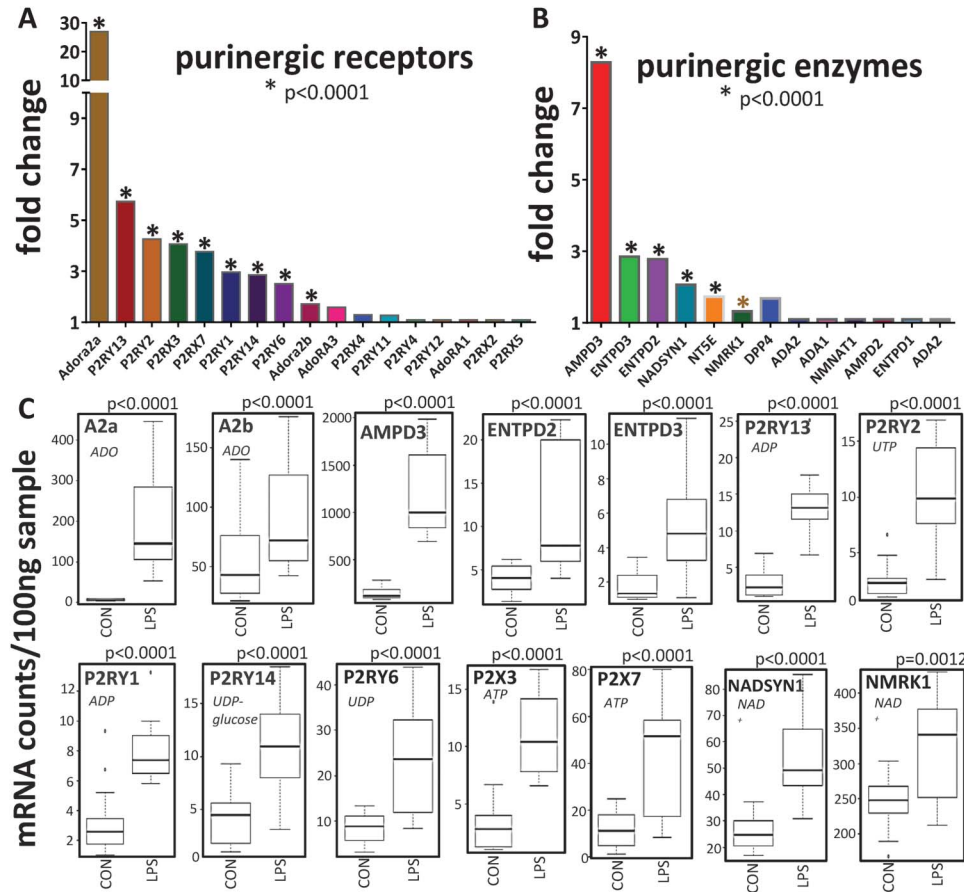 A
fold change
30
20
10
9
7
5
3
1
purinergic receptors
* p<0.0001
* * * * * * * * *
Adora2a P2RY13 P2RY2 P2RX3 P2RX7 P2RY1 P2RY14 P2RY6 Adora2b AdoRA3 P2RX4 P2RY11 P2RY4 P2RY12 AdoRA1 P2RX2 P2RX5
B
fold change
9
7
5
3
1
purinergic enzymes
* p<0.0001
* * * * * *
AMPD3 ENTPD3 ENTPD2 NADSYN1 NT5E NMRK1 DPP4 ADA2 ADA1 NMNAT1 AMPD2 ENTPD1 ADA2
C
mRNA counts/100ng sample
p<0.0001
A2a
ADO
400
300
200
100
0
CON LPS
p<0.0001
A2b
ADO
150
100
50
CON LPS
p<0.0001
AMPD3
2000
1500
1000
500
CON LPS
p<0.0001
ENTPD2
20
15
10
5
CON LPS
p<0.0001
ENTPD3
10
8
6
4
2
CON LPS
p<0.0001
P2RY13
ADP
25
20
15
10
5
CON LPS
p<0.0001
P2RY2
UTP
15
10
5
0
CON LPS
p<0.0001
P2RY1
ADP
12
10
8
6
4
2
CON LPS
p<0.0001
P2RY14
UDP-
glucose
15
10
5
0
CON LPS
p<0.0001
P2RY6
UDP
40
30
20
10
CON LPS
p<0.0001
P2X3
ATP
15
10
5
CON LPS
p<0.0001
P2X7
ATP
80
60
40
20
0
CON LPS
p<0.0001
NADSYN1
NAD
80
70
60
50
40
30
20
CON LPS
p=0.0012
NMRK1
NAD
400
350
300
250
200
CON LPS